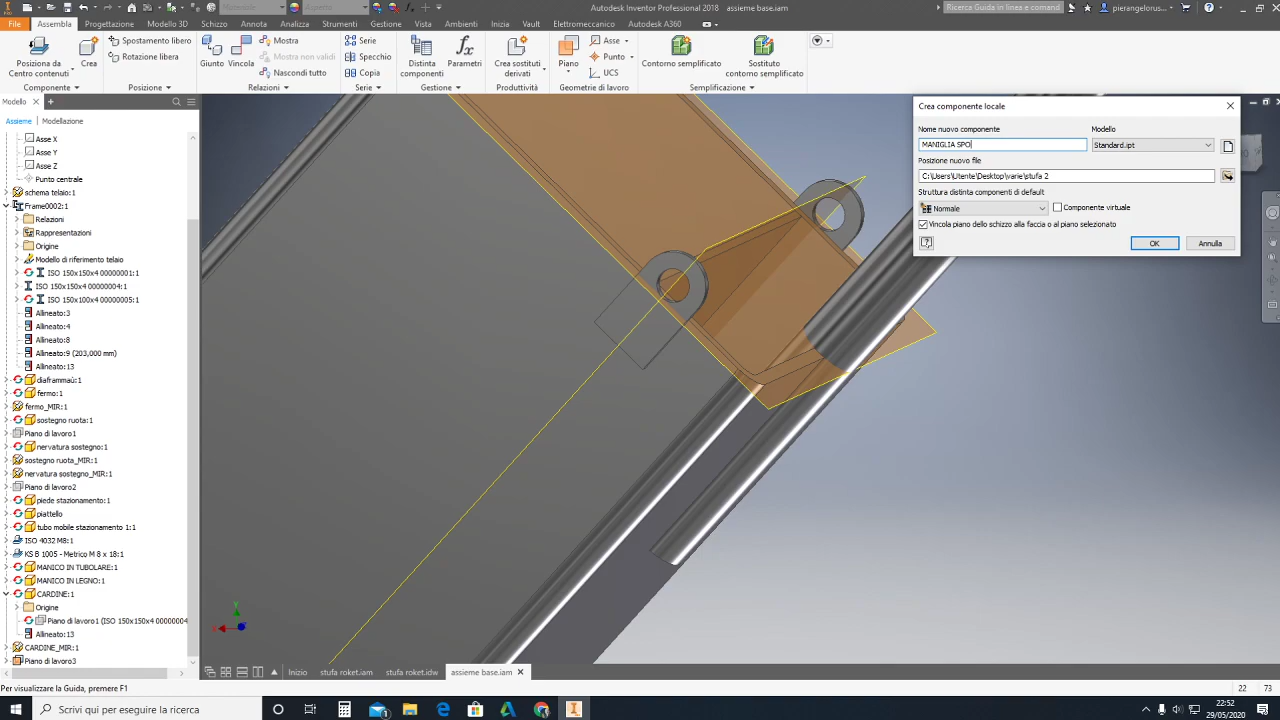 Materiale
Aspetto
Autodesk Inventor Professional 2018   assieme base.iam
Ricerca Guida in linea e comand
pierangelorus...
File
Assembla
Progettazione
Modello 3D
Schizzo
Annota
Analizza
Strumenti
Gestione
Vista
Ambienti
Inizia
Vault
Elettromeccanico
Autodesk A360
Posiziona da
Centro contenuti
Crea
Spostamento libero
Rotazione libera
Giunto
Vincola
Mostra
Mostra non validi
Nascondi tutto
Serie
Specchio
Copia
Distinta
componenti
Parametri
Crea sostituti
derivati
Piano
Asse
Punto
UCS
Contorno semplificato
Sostituto
contorno semplificato
Componente
Posizione
Relazioni
Serie
Gestione
Produttività
Geometrie di lavoro
Semplificazione
Modello
Assieme
Modellazione
Asse X
Asse Y
Asse Z
Punto centrale
schema telaio:1
Frame0002:1
Relazioni
Rappresentazioni
Origine
Modello di riferimento telaio
ISO 150x150x4 00000001:1
ISO 150x150x4 00000004:1
ISO 150x100x4 00000005:1
Allineato:3
Allineato:4
Allineato:8
Allineato:9 (203,000 mm)
Allineato:13
diaframmaù:1
fermo:1
fermo_MIR:1
sostegno ruota:1
Piano di lavoro1
nervatura sostegno:1
sostegno ruota_MIR:1
nervatura sostegno_MIR:1
Piano di lavoro2
piede stazionamento:1
piattello
tubo mobile stazionamento 1:1
ISO 4032 M8:1
KS B 1005 - Metrico M 8 x 18:1
MANICO IN TUBOLARE:1
MANICO IN LEGNO:1
CARDINE:1
Origine
Piano di lavoro1 (ISO 150x150x4 00000004
Allineato:13
CARDINE_MIR:1
Piano di lavoro3
Crea componente locale
Nome nuovo componente
Modello
MANIGLIA SPO
Standard.ipt
Posizione nuovo file
C:\Users\Utente\Desktop\varie\stufa 2
Struttura distinta componenti di default
Normale
Componente virtuale
Vincola piano dello schizzo alla faccia o al piano selezionato
OK
Annulla
Y
X
Inizio
stufa roket.iam
stufa roket.idw
assieme base.iam
Per visualizzare la Guida, premere F1
22
73
Scrivi qui per eseguire la ricerca
22:52
29/05/2020